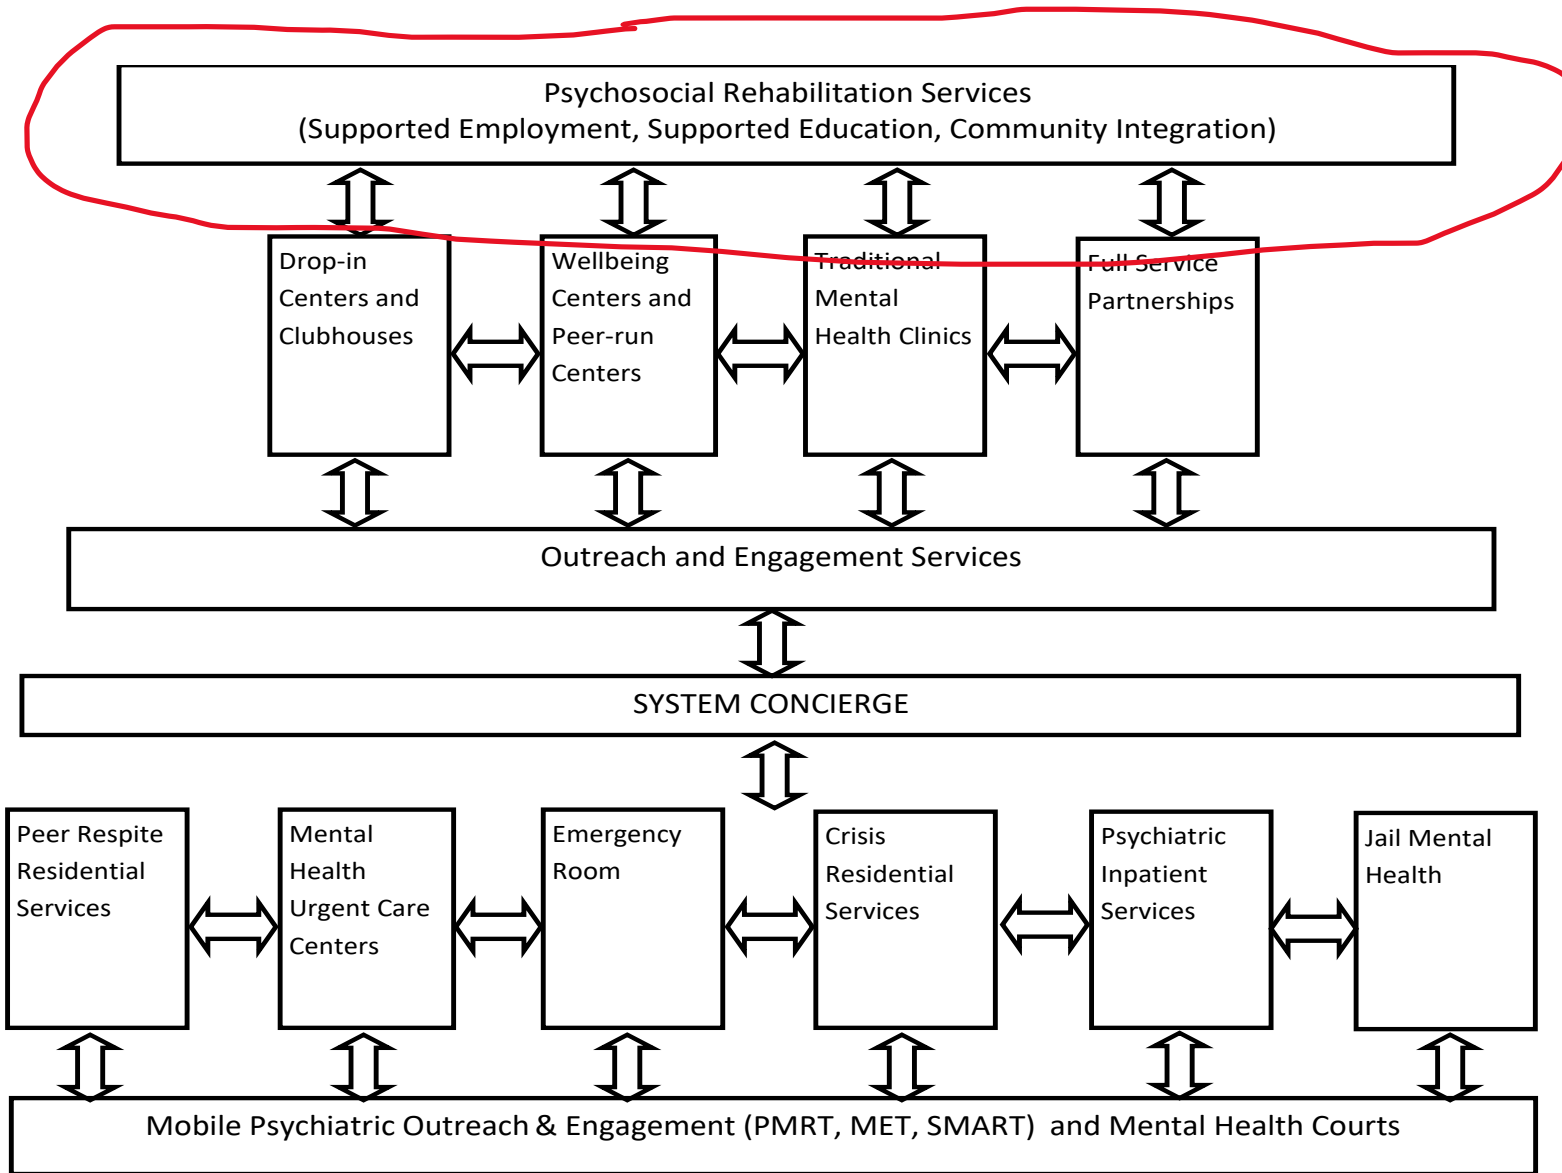 Psychosocial Rehabilitation Services
(Supported Employment, Supported Education, Community Integration)
Drop-in
Centers and
Clubhouses
Wellbeing
Centers and
Peer-run
Centers
Traditional
Mental
Health Clinics
Full Service
Partnerships
Outreach and Engagement Services
SYSTEM CONCIERGE
Peer Respite
Residential
Services
Mental
Health
Urgent Care
Centers
Emergency
Room
Crisis
Residential
Services
Psychiatric
Inpatient
Services
Jail Mental
Health
Mobile Psychiatric Outreach & Engagement (PMRT, MET, SMART) and Mental Health Courts